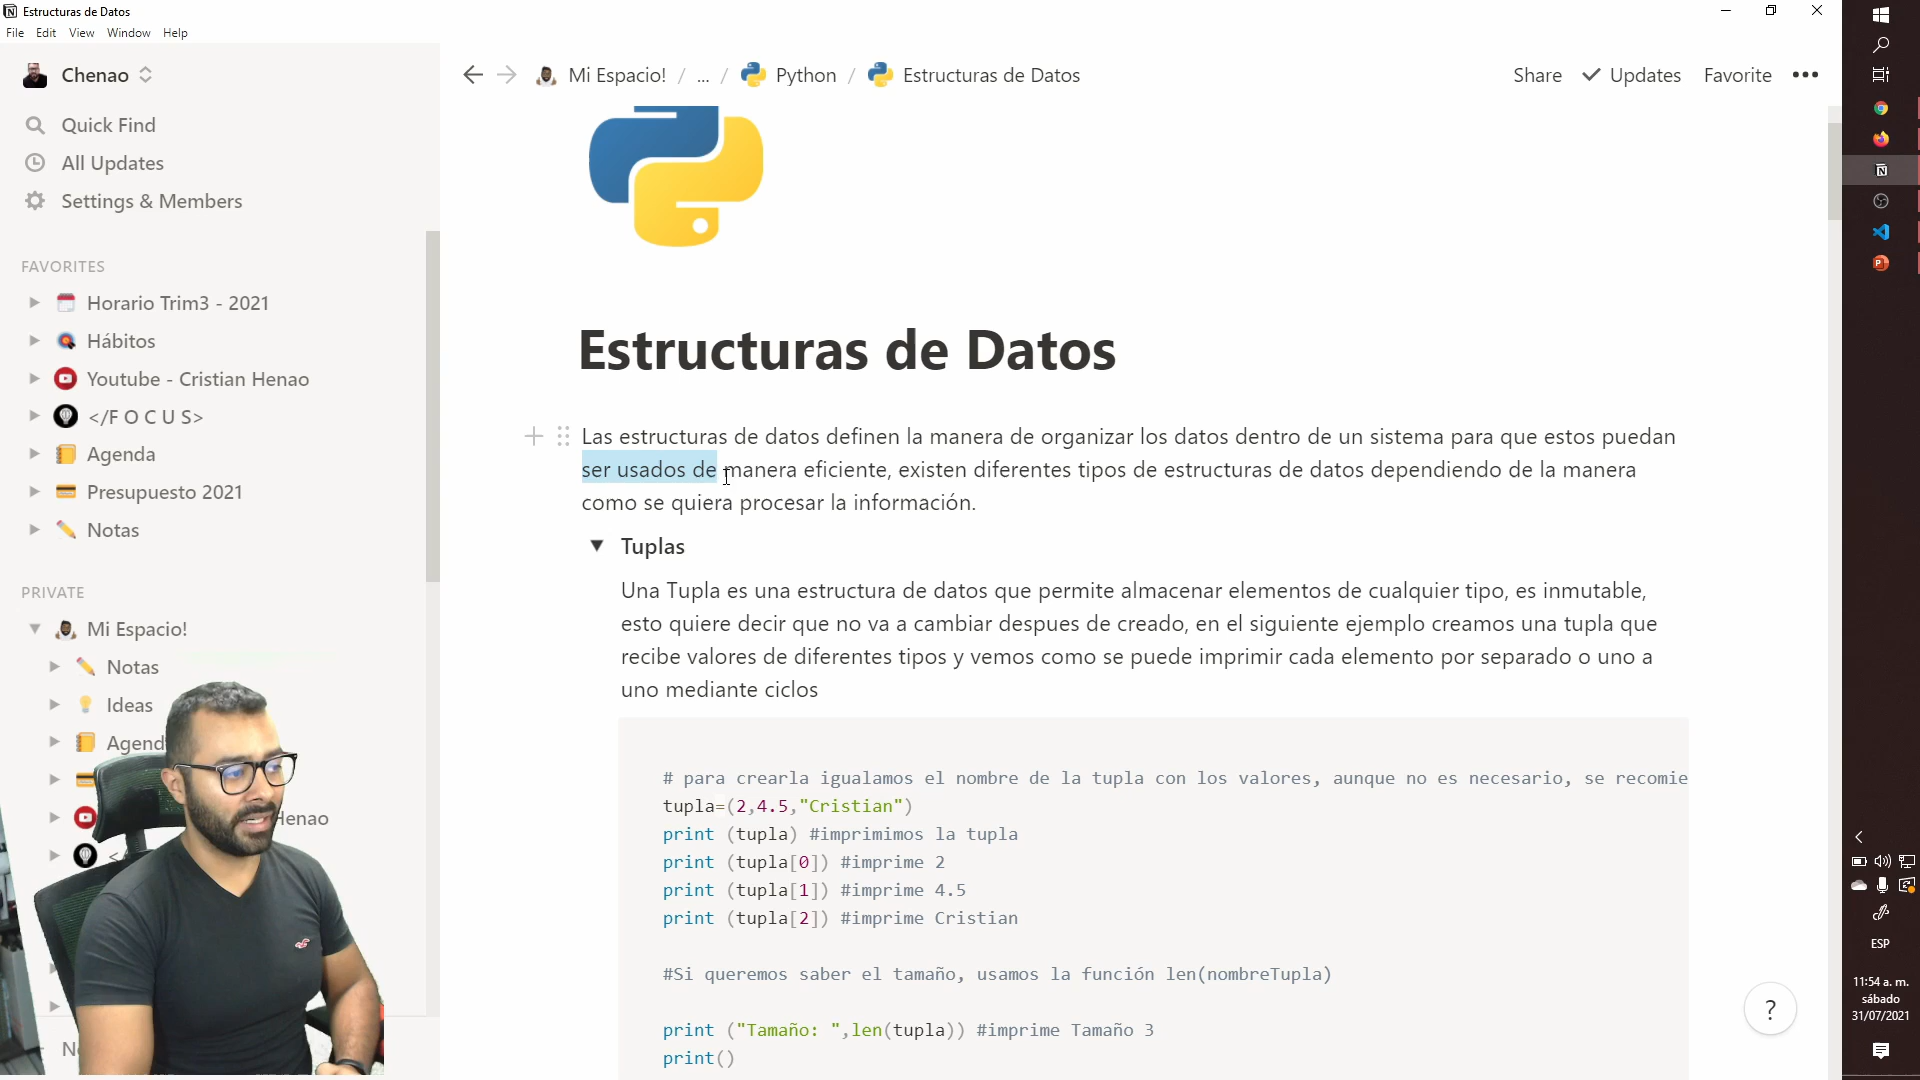 Estructuras de Datos
File Edit View Window Help
Chenao
Mi Espacio! / ... / Python / Estructuras de Datos
Share Updates Favorite •••
Quick Find
All Updates
Settings & Members
FAVORITES
Horario Trim3 - 2021
Hábitos
Youtube - Cristian Henao
</F O C U S>
Agenda
Presupuesto 2021
Notas
PRIVATE
Mi Espacio!
Notas
Ideas
Henao
Estructuras de Datos
Las estructuras de datos definen la manera de organizar los datos dentro de un sistema para que estos puedan
ser usados de manera eficiente, existen diferentes tipos de estructuras de datos dependiendo de la manera
como se quiera procesar la información.
Tuplas
Una Tupla es una estructura de datos que permite almacenar elementos de cualquier tipo, es inmutable,
esto quiere decir que no va a cambiar despues de creado, en el siguiente ejemplo creamos una tupla que
recibe valores de diferentes tipos y vemos como se puede imprimir cada elemento por separado o uno a
uno mediante ciclos
# para crearla igualamos el nombre de la tupla con los valores, aunque no es necesario, se recomie
tupla=(2,4.5,"Cristian")
print (tupla) #imprimimos la tupla
print (tupla[0]) #imprime 2
print (tupla[1]) #imprime 4.5
print (tupla[2]) #imprime Cristian
#Si queremos saber el tamaño, usamos la función len(nombreTupla)
print ("Tamaño: ",len(tupla)) #imprime Tamaño 3
print()
?
ESP
11:54 a. m.
sábado
31/07/2021